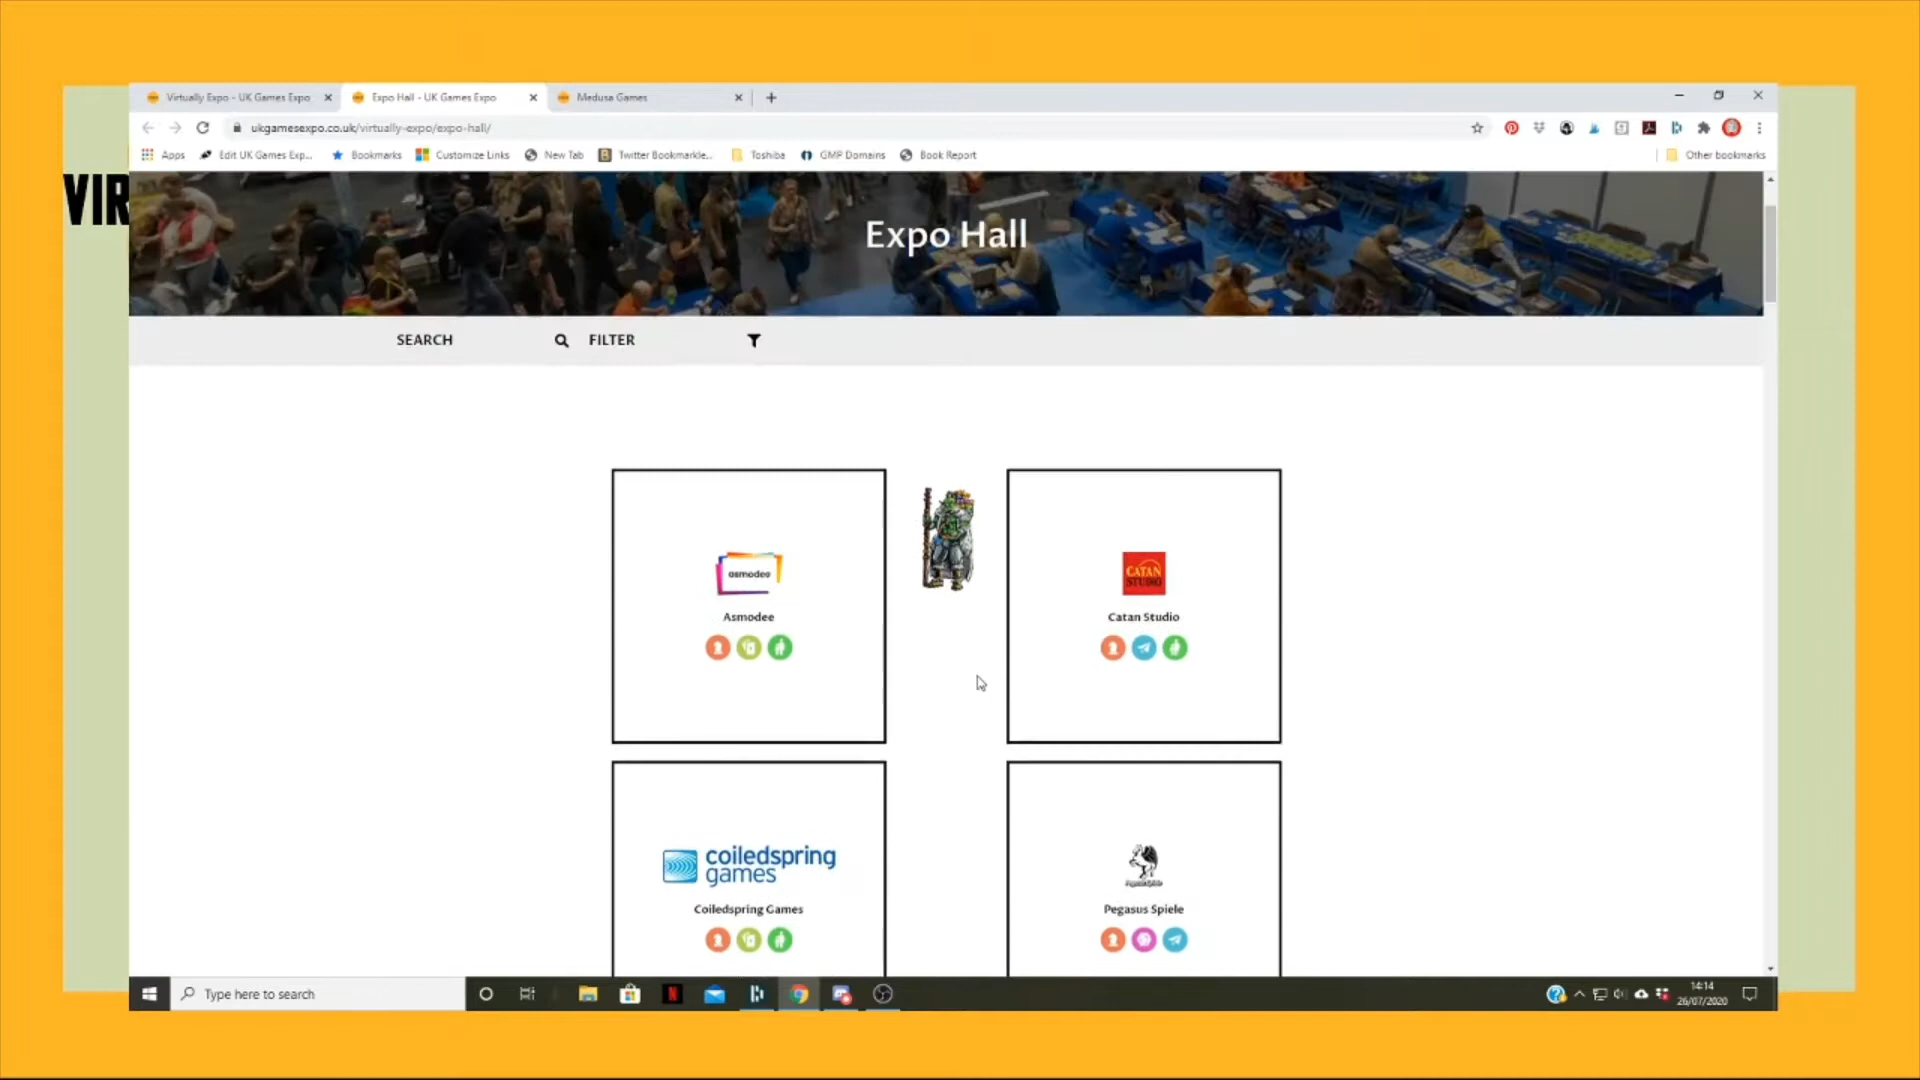 Virtually Expo - UK Games Expo
Expo Hall - UK Games Expo
Medusa Games
ukgamesexpo.co.uk/virtually-expo/expo-hall/
Apps
Edit UK Games Exp...
Bookmarks
Customize Links
New Tab
Twitter Bookmarkle...
Toshiba
GMP Domains
Book Report
Other bookmarks
VIR
Expo Hall
SEARCH
FILTER
asmodee
Asmodee
CATAN
STUDIO
Catan Studio
coiledspring
games
Coiledspring Games
Pegasus Spiele
Type here to search
14:14
26/07/2020